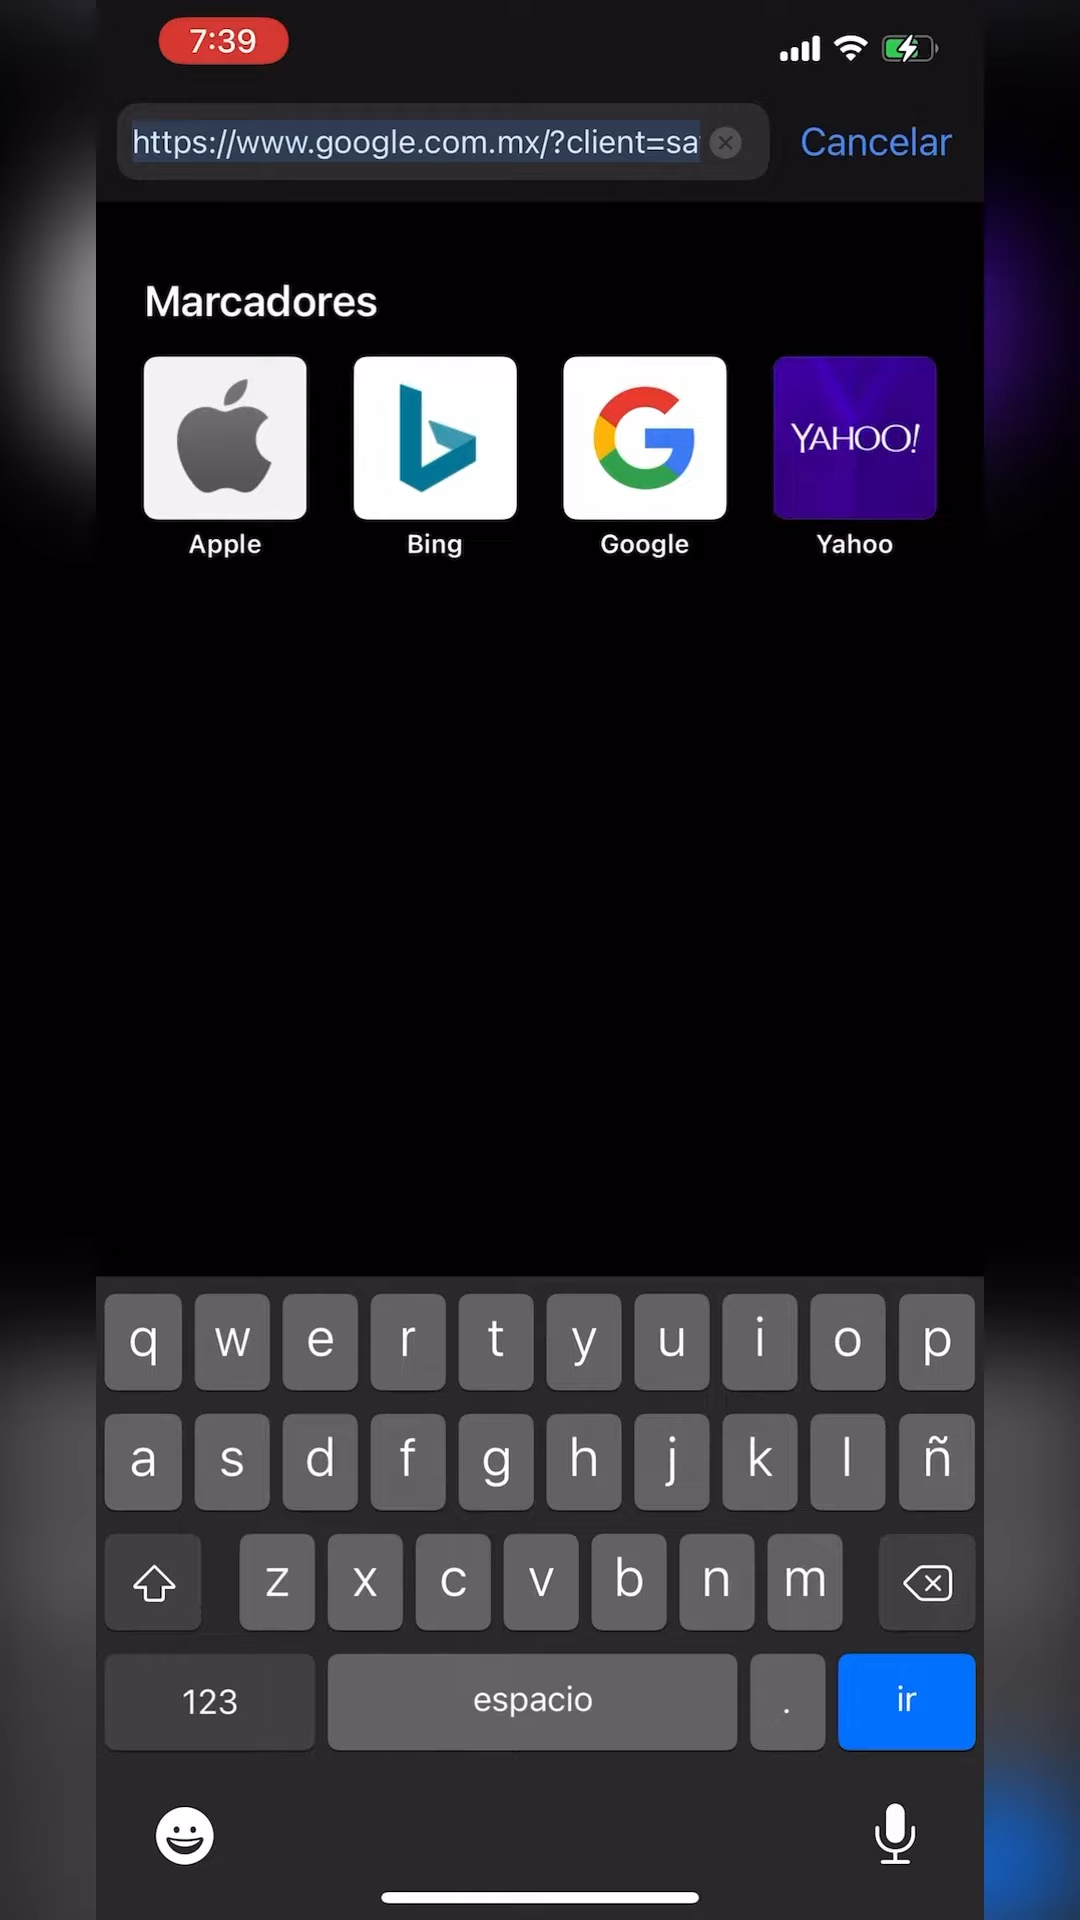 7:39
https://www.google.com.mx/?client=sa
Cancelar
Marcadores
YAHOO!
Apple Bing Google Yahoo
q w e r t y u i o p
a s d f g h j k l ñ
z x c v b n m
123 espacio . ir